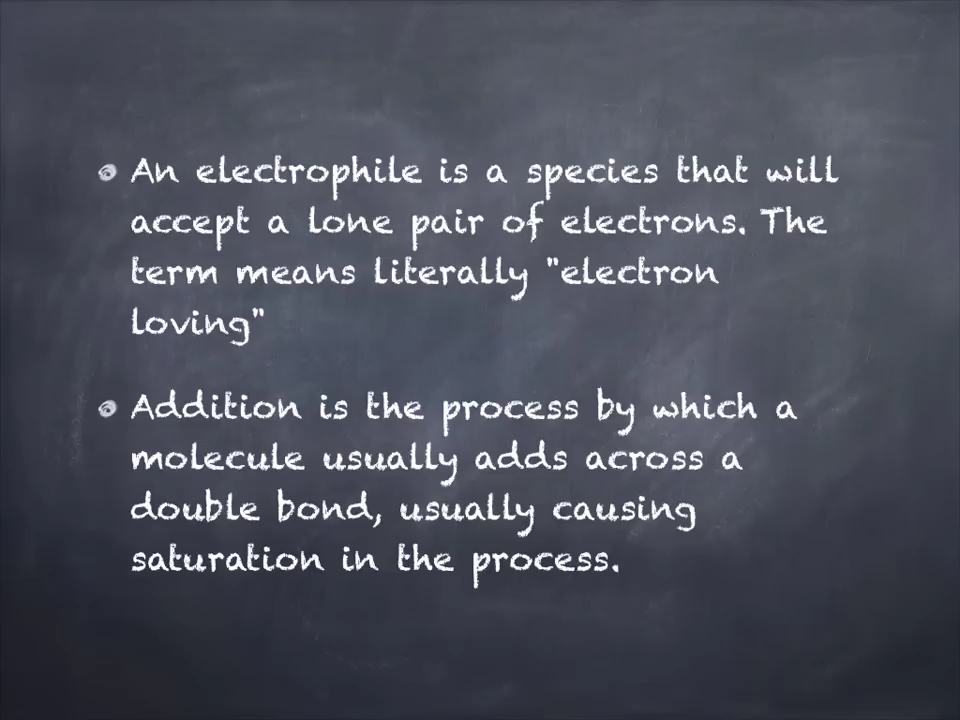 An electrophile is a species that will
accept a lone pair of electrons. The
term means literally "electron
loving"
Addition is the process by which a
molecule usually adds across a
double bond, usually causing
saturation in the process.